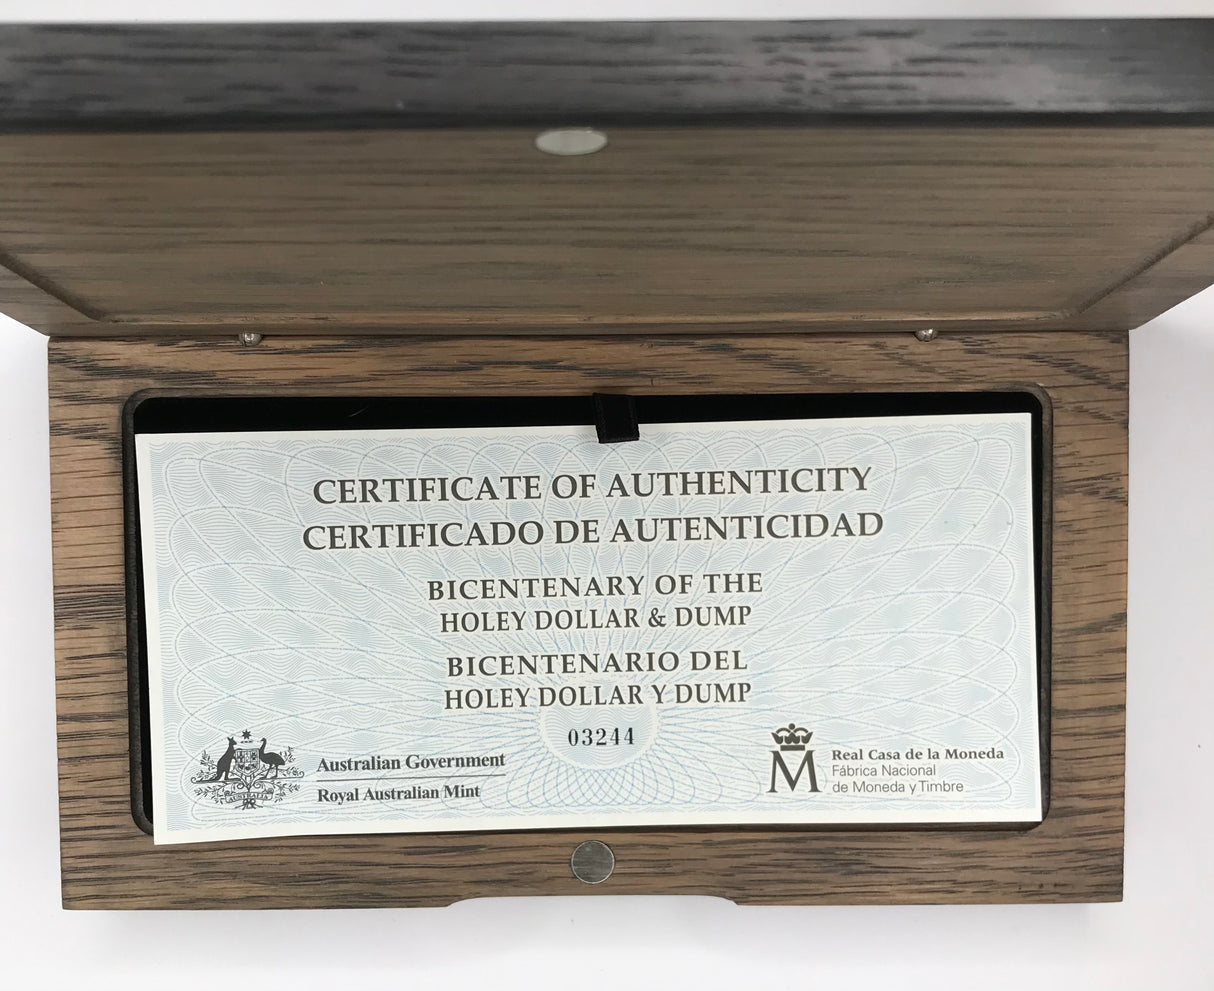 CERTIFICATE OF AUTHENTICITY
CERTIFICADO DE AUTENTICIDAD
BICENTENARY OF THE
HOLEY DOLLAR & DUMP
BICENTENARIO DEL
HOLEY DOLLAR Y DUMP
03244
AUSTRALIA
Australian Government
Royal Australian Mint
M
Real Casa de la Moneda
Fábrica Nacional
de Moneda y Timbre